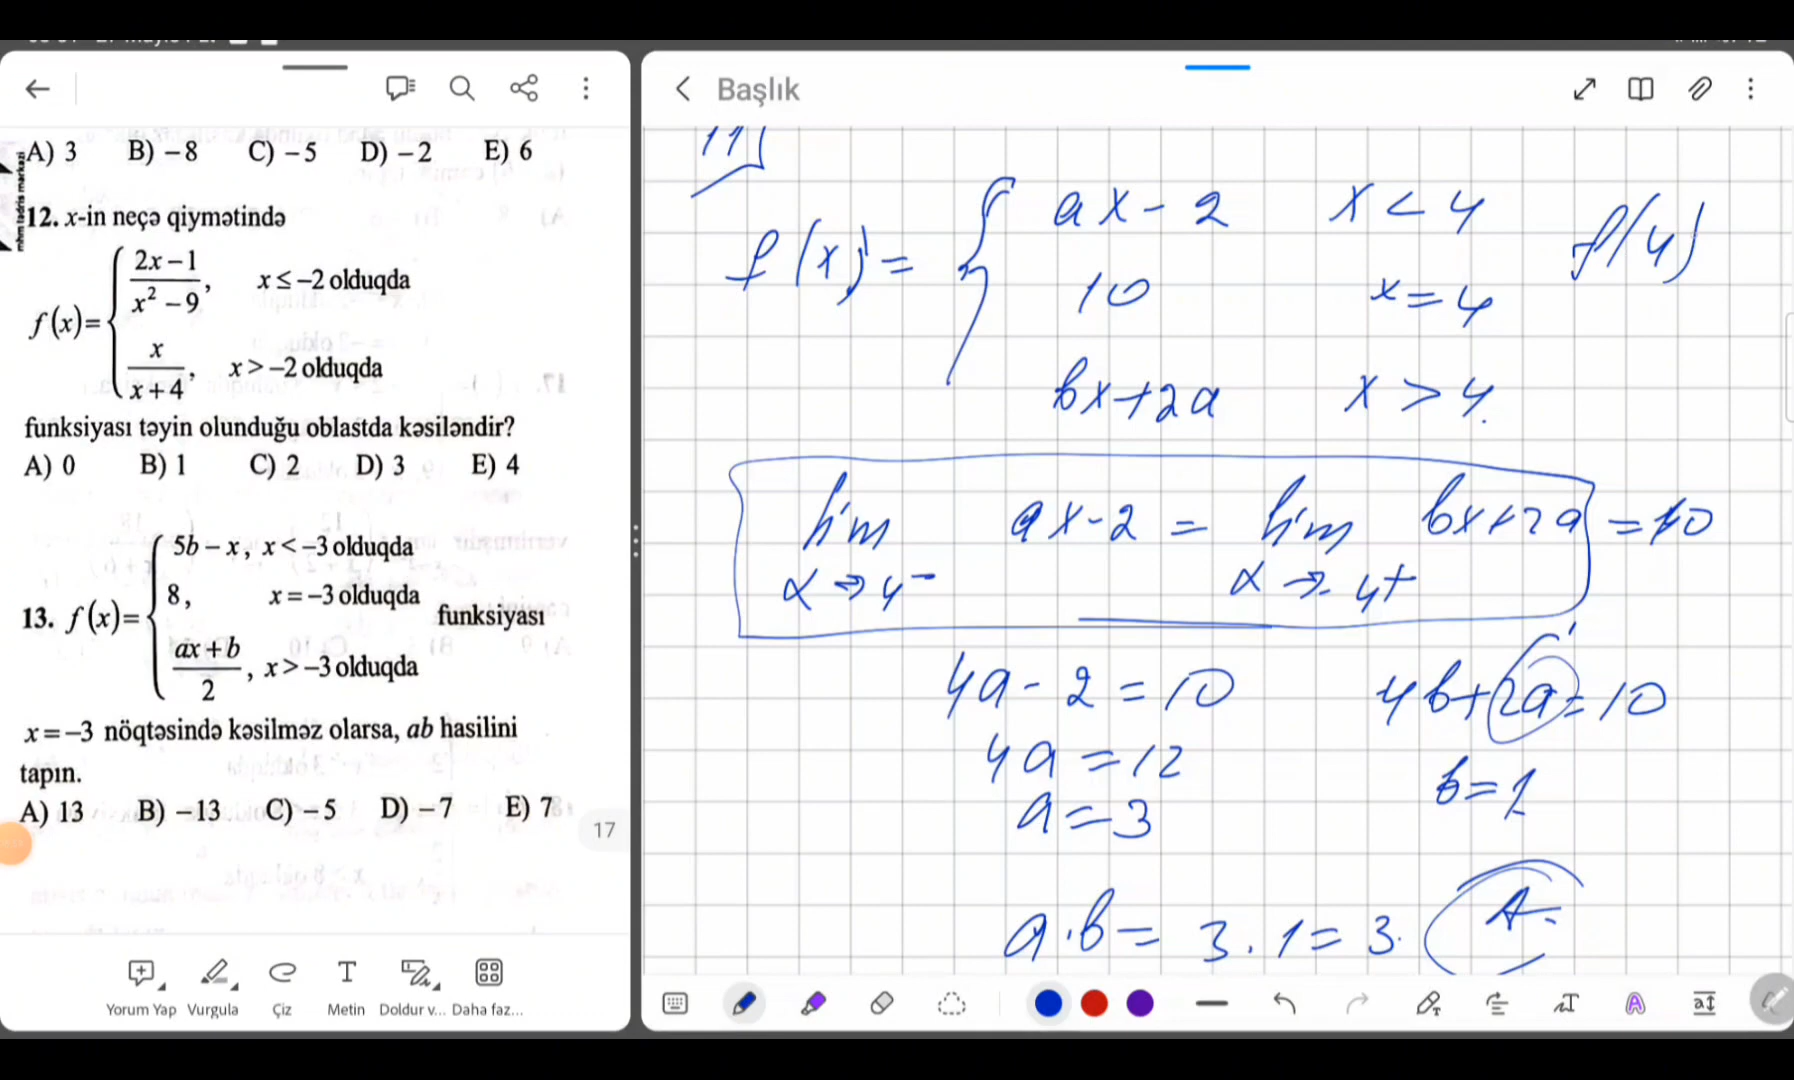 A) 3 B) –8 C) –5 D) –2 E) 6
mhm tədris mərkəzi
12. x-in neçə qiymətində
f(x)= { (2x–1)/(x² –9), x ≤ –2 olduqda
x/(x+4), x > –2 olduqda
funksiyası təyin olunduğu oblastda kəsiləndir?
A) 0 B) 1 C) 2 D) 3 E) 4
5b – x, x < –3 olduqda
13. f(x)= { 8, x = –3 olduqda funksiyası
(ax+b)/2, x > –3 olduqda
x = –3 nöqtəsində kəsilməz olarsa, ab hasilini
tapın.
A) 13 B) –13 C) –5 D) –7 E) 7
17
Yorum Yap Vurgula Çiz Metin Doldur v... Daha faz...
Başlık
11)
f(x) = { ax - 2 x < 4 f(4)
10 x = 4
bx+2a x > 4
lim ax-2 = lim bx+2a = 10
x→4⁻ x→4+
4a - 2 = 10 4b+2a = 10
4a = 12 b = 1
a = 3
a·b = 3·1 = 3. A